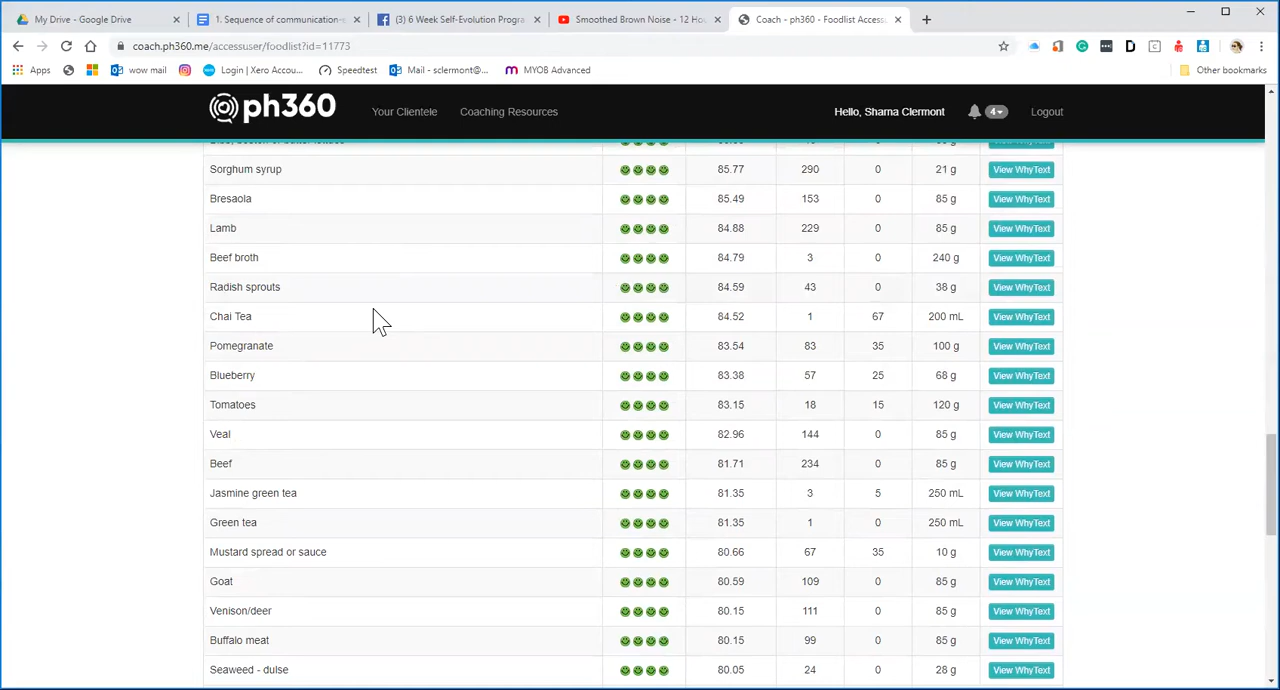 My Drive - Google Drive
1. Sequence of communication-e
(3) 6 Week Self-Evolution Progra
Smoothed Brown Noise - 12 Hou
Coach - ph360 - Foodlist Access
coach.ph360.me/accessuser/foodlist?id=11773
Apps wow mail Login | Xero Accou... Speedtest Mail - sclermont@... MYOB Advanced Other bookmarks
ph360 Your Clientele Coaching Resources Hello, Sharna Clermont 4 Logout
Sorghum syrup 85.77 290 0 21 g View WhyText
Bresaola 85.49 153 0 85 g View WhyText
Lamb 84.88 229 0 85 g View WhyText
Beef broth 84.79 3 0 240 g View WhyText
Radish sprouts 84.59 43 0 38 g View WhyText
Chai Tea 84.52 1 67 200 mL View WhyText
Pomegranate 83.54 83 35 100 g View WhyText
Blueberry 83.38 57 25 68 g View WhyText
Tomatoes 83.15 18 15 120 g View WhyText
Veal 82.96 144 0 85 g View WhyText
Beef 81.71 234 0 85 g View WhyText
Jasmine green tea 81.35 3 5 250 mL View WhyText
Green tea 81.35 1 0 250 mL View WhyText
Mustard spread or sauce 80.66 67 35 10 g View WhyText
Goat 80.59 109 0 85 g View WhyText
Venison/deer 80.15 111 0 85 g View WhyText
Buffalo meat 80.15 99 0 85 g View WhyText
Seaweed - dulse 80.05 24 0 28 g View WhyText